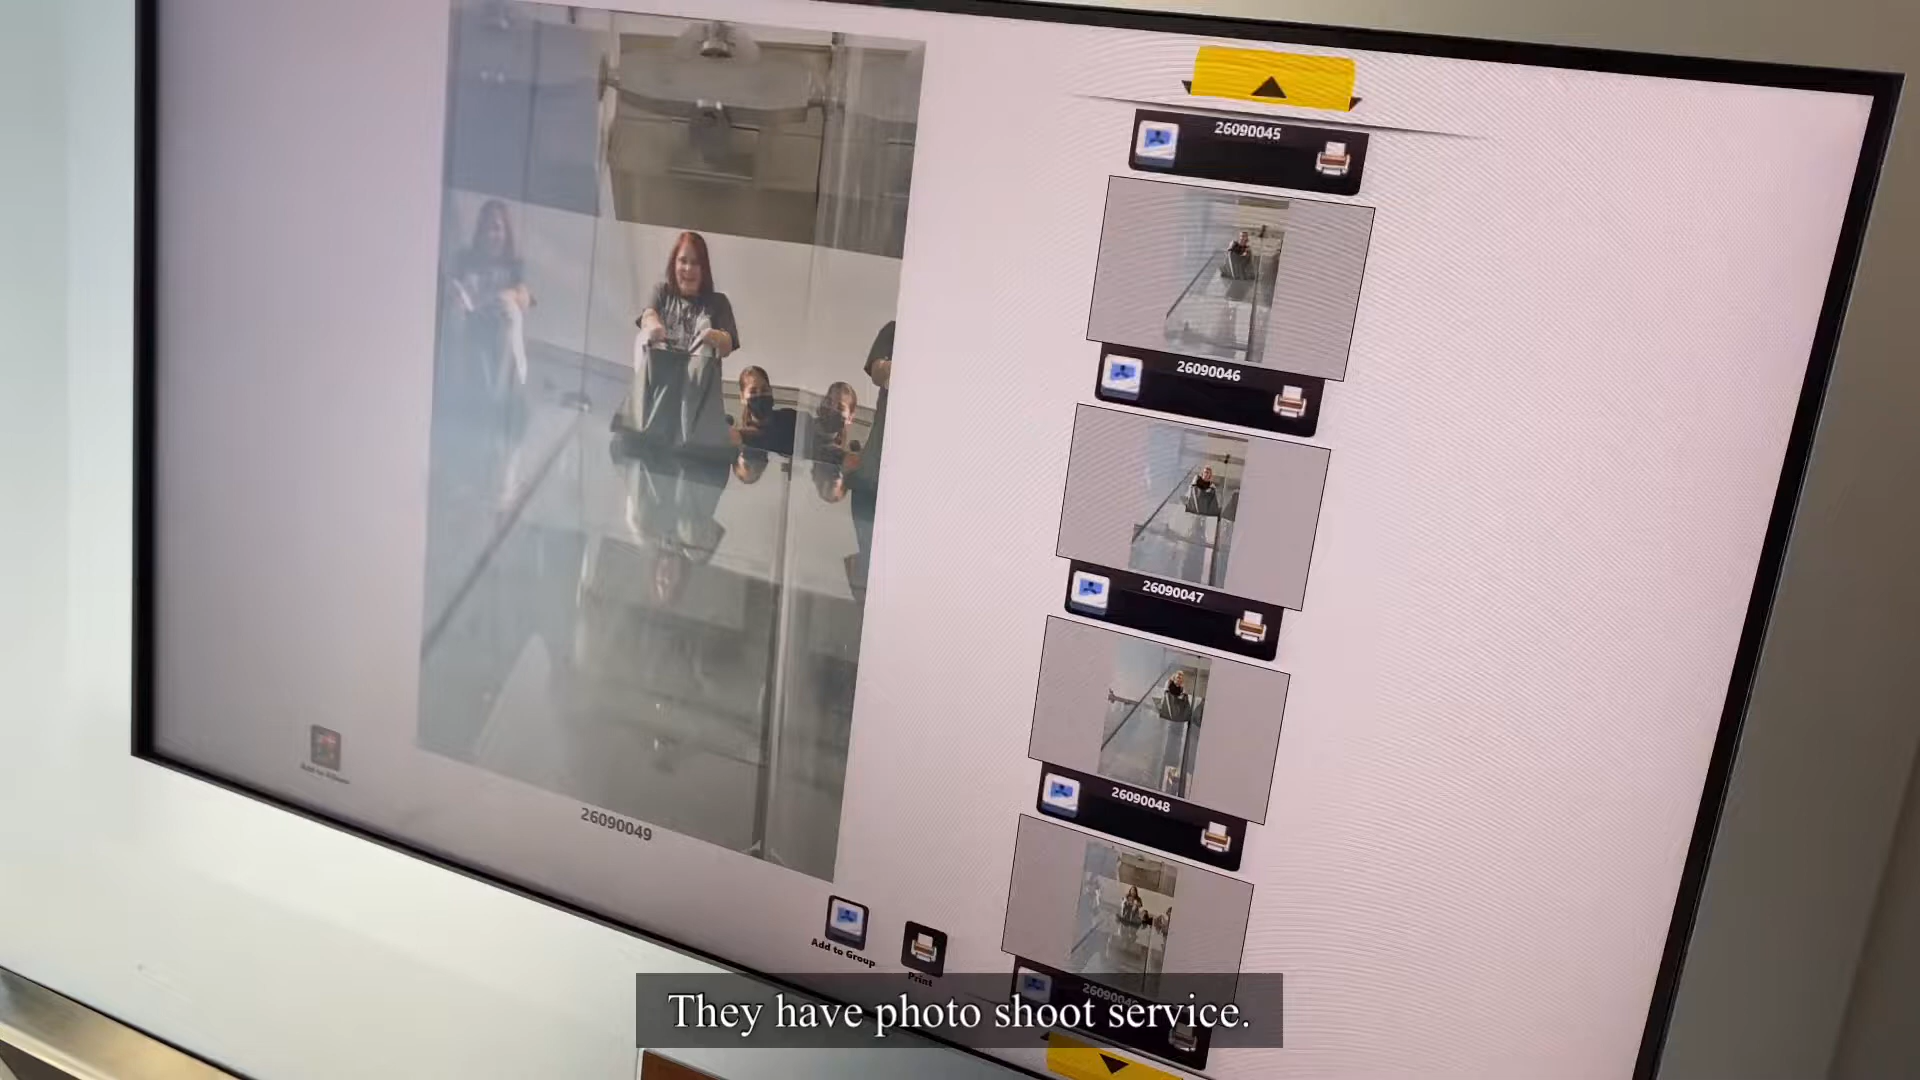 26090045
26090046
26090047
26090048
26090049
Add to Group
Print
They have photo shoot service.